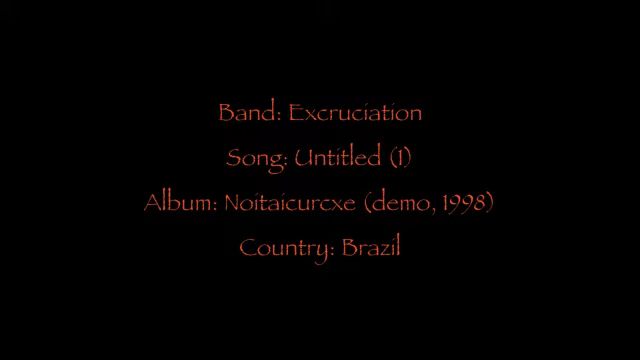 Band: Excruciation
Song: Untitled (1)
Album: Noitaicurcxe (demo, 1998)
Country: Brazil